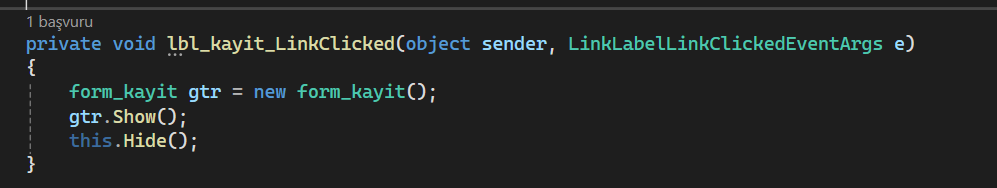 1 başvuru
private void lbl_kayit_LinkClicked(object sender, LinkLabelLinkClickedEventArgs e)
{
form_kayit gtr = new form_kayit();
gtr.Show();
this.Hide();
}